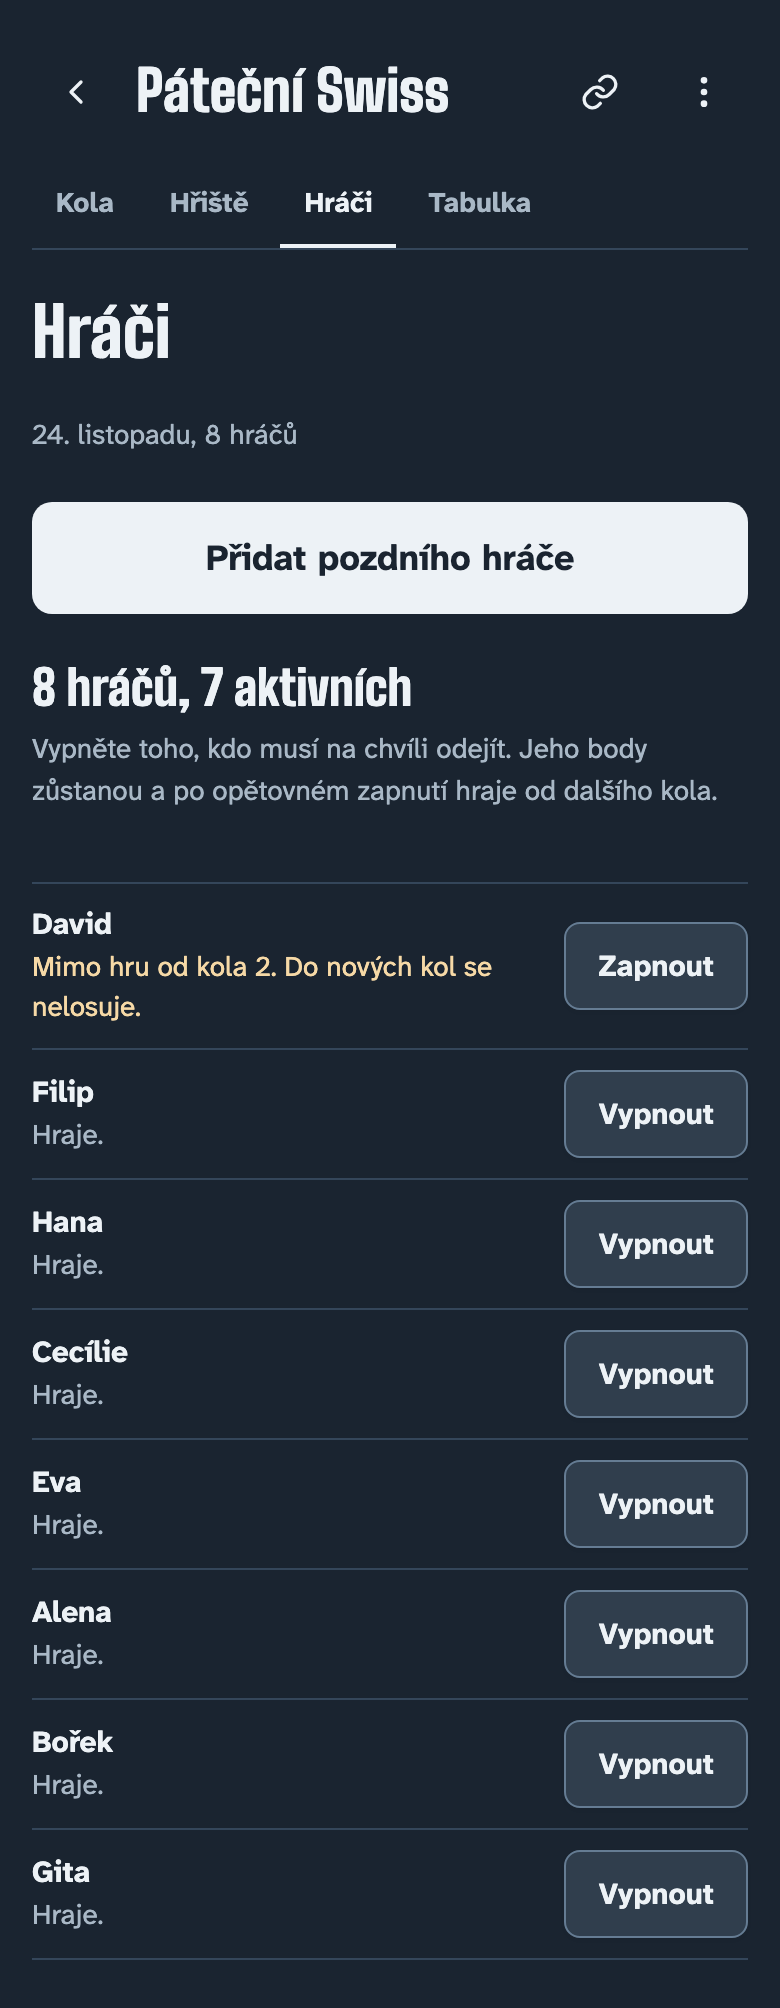 Páteční Swiss
Kola Hřiště Hráči Tabulka
Hráči
24. listopadu, 8 hráčů
Přidat pozdního hráče
8 hráčů, 7 aktivních
Vypněte toho, kdo musí na chvíli odejít. Jeho body
zůstanou a po opětovném zapnutí hraje od dalšího kola.
David
Mimo hru od kola 2. Do nových kol se
nelosuje.
Zapnout
Filip
Hraje.
Vypnout
Hana
Hraje.
Vypnout
Cecílie
Hraje.
Vypnout
Eva
Hraje.
Vypnout
Alena
Hraje.
Vypnout
Bořek
Hraje.
Vypnout
Gita
Hraje.
Vypnout